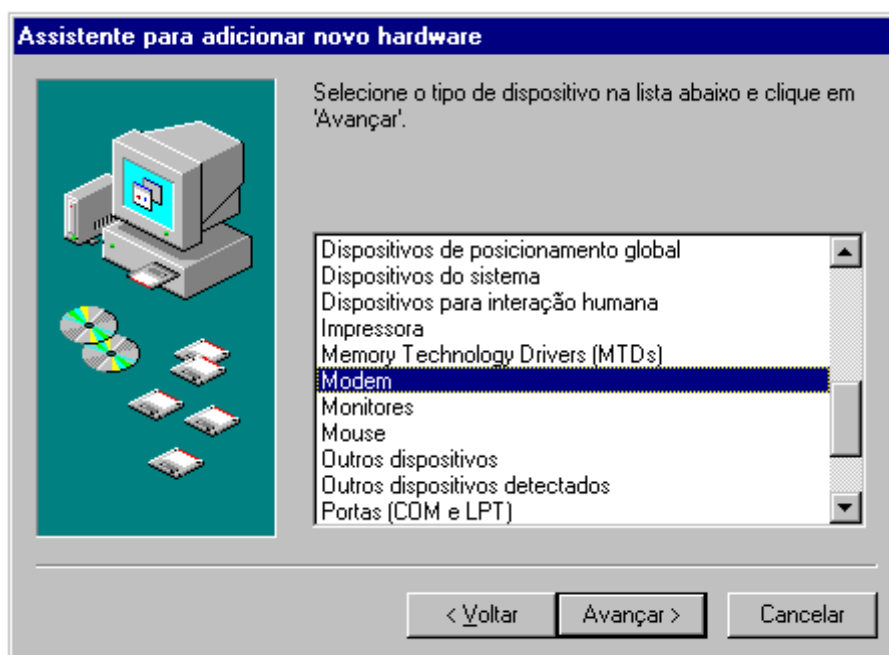 Assistente para adicionar novo hardware
Selecione o tipo de dispositivo na lista abaixo e clique em
'Avançar'.
Dispositivos de posicionamento global
Dispositivos do sistema
Dispositivos para interação humana
Impressora
Memory Technology Drivers (MTDs)
Modem
Monitores
Mouse
Outros dispositivos
Outros dispositivos detectados
Portas (COM e LPT)
< Voltar
Avançar >
Cancelar